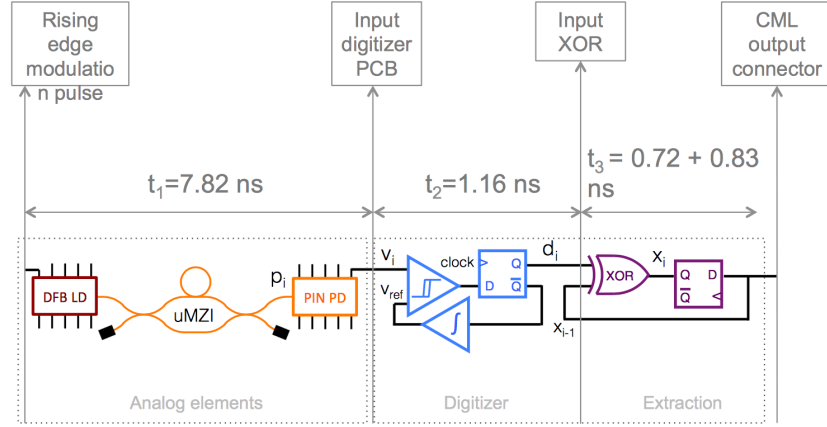 Rising
edge
modulatio
n pulse
Input
digitizer
PCB
Input
XOR
CML
output
connector
t1=7.82 ns
t2=1.16 ns
t3 = 0.72 + 0.83
ns
DFB LD
uMZI
pi
PIN PD
vi
vref
clock
> Q
D Q̅
∫
di
XOR
xi
xi-1
Q D
Q̅ <
Analog elements
Digitizer
Extraction